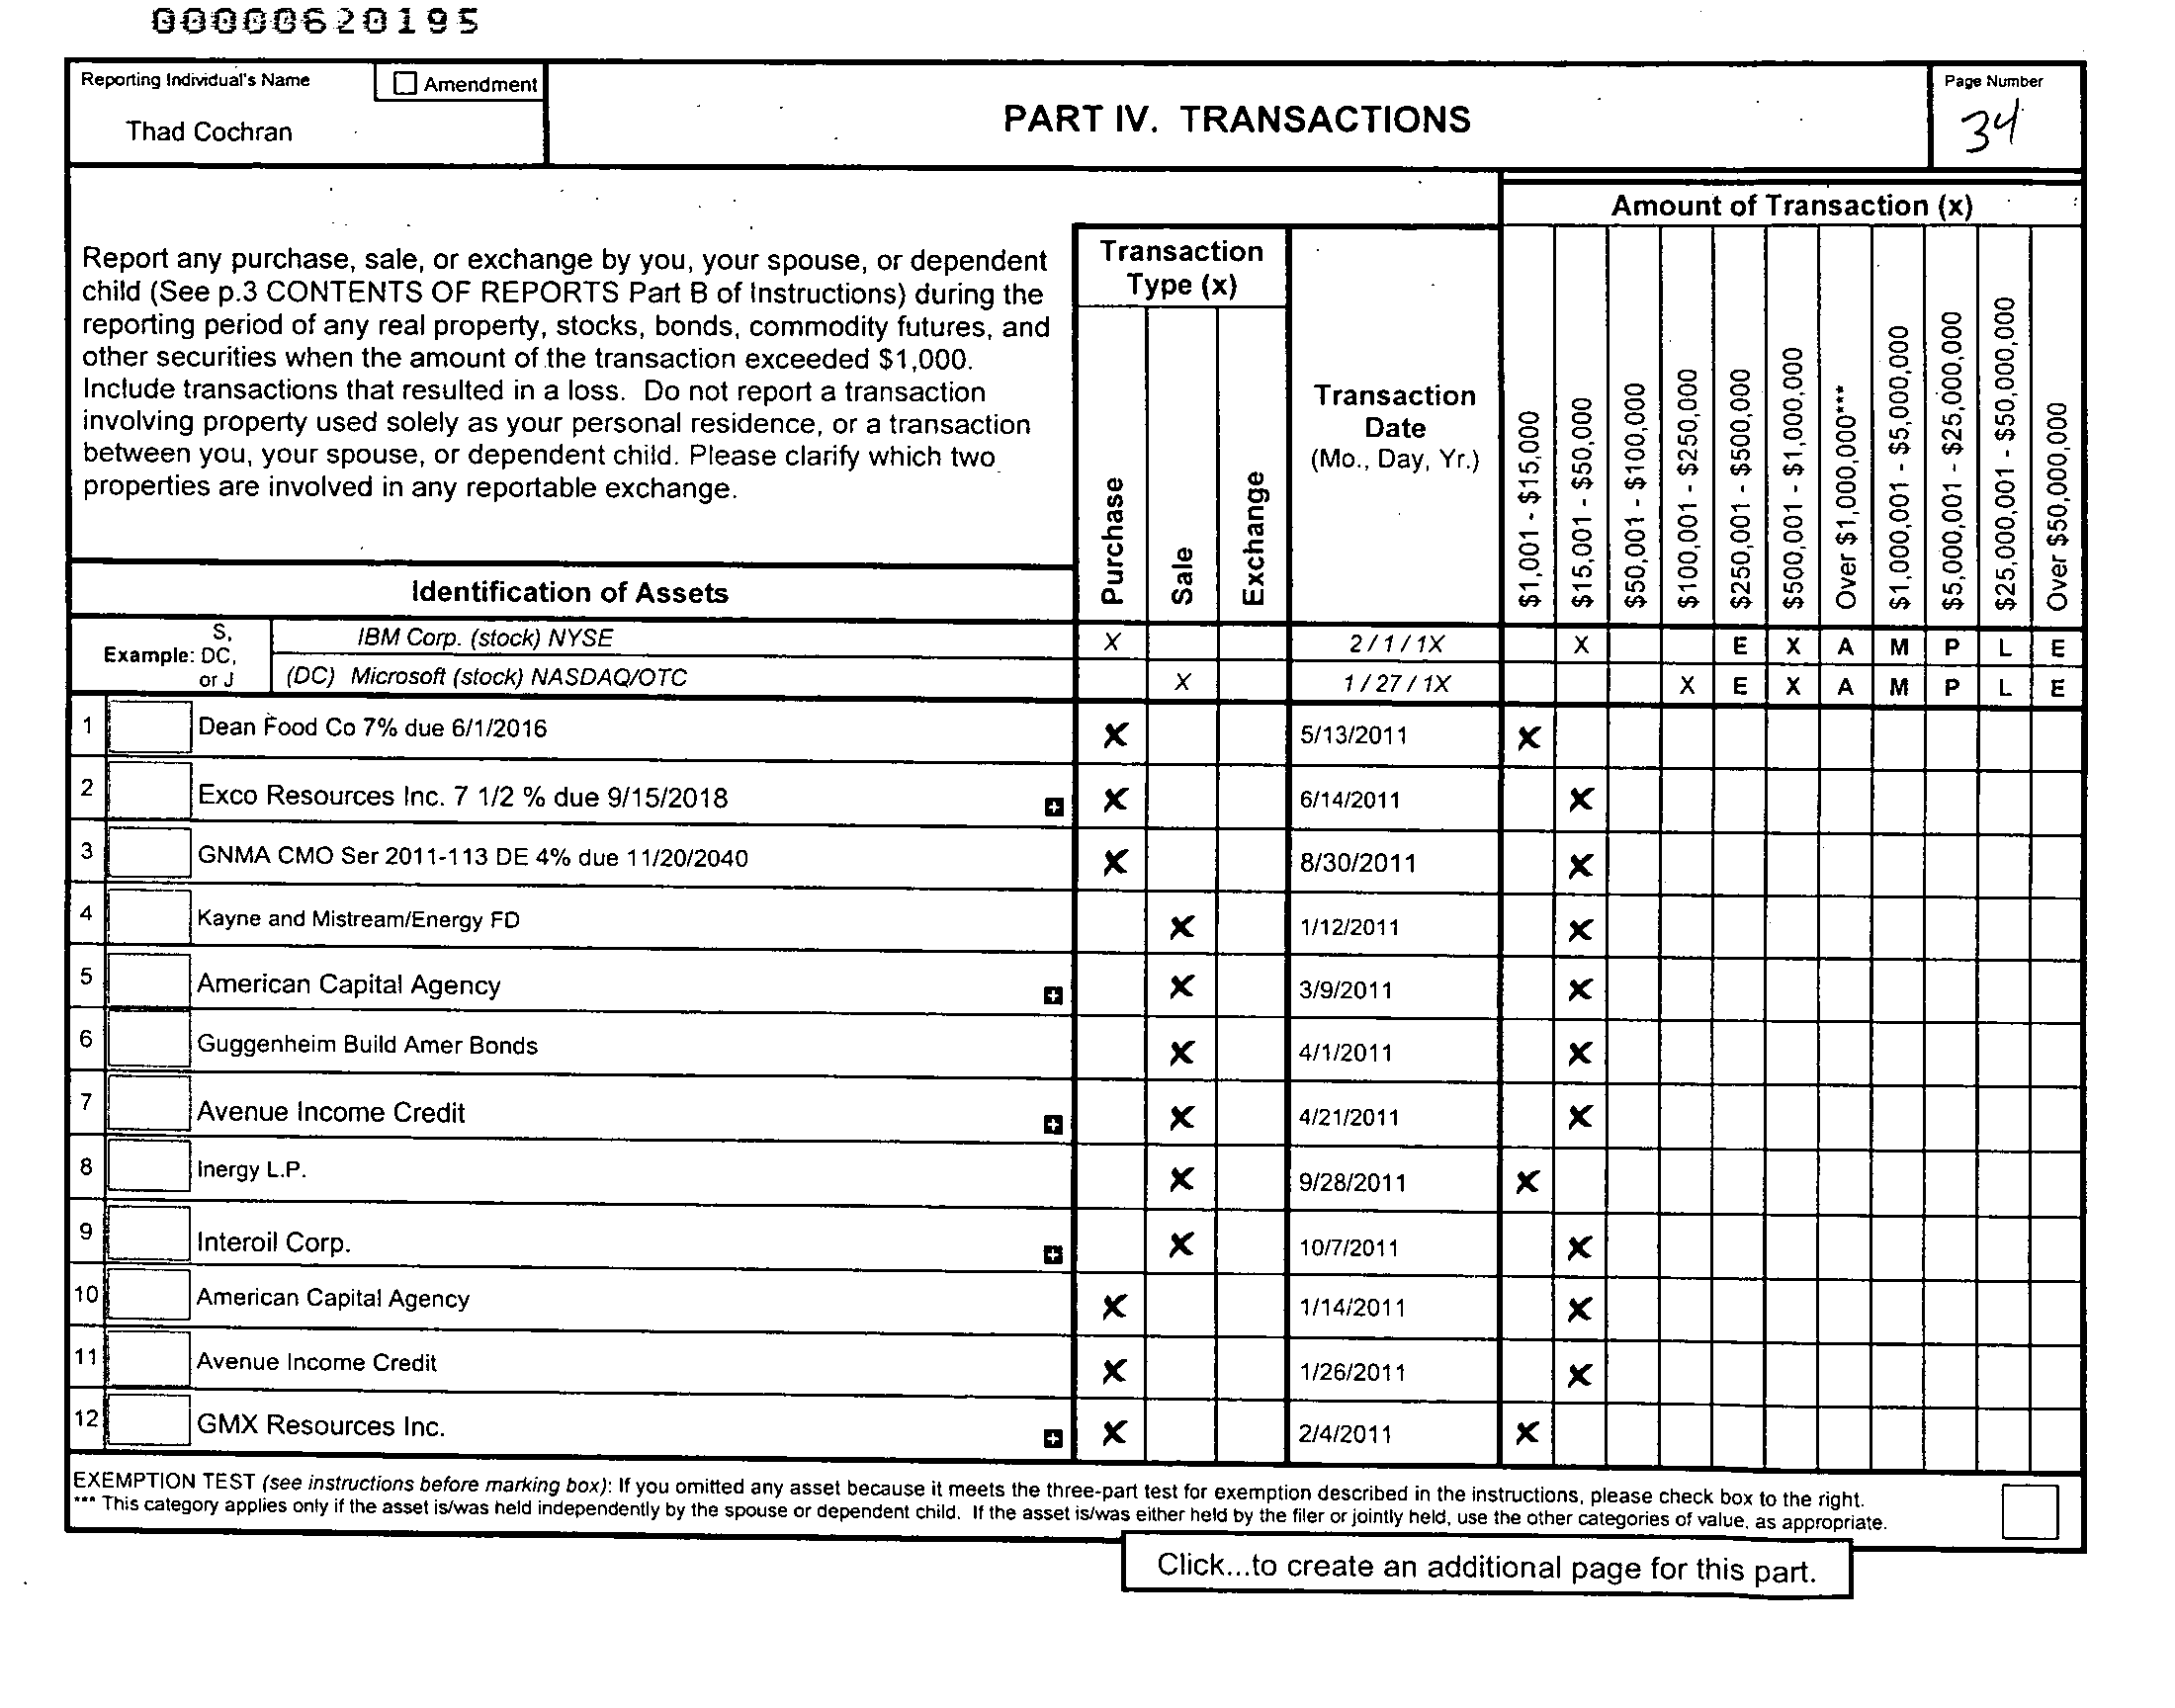 00000620195
Reporting Individual's Name
☐ Amendment
Thad Cochran
PART IV. TRANSACTIONS
Page Number
34
Amount of Transaction (x)
Report any purchase, sale, or exchange by you, your spouse, or dependent
child (See p.3 CONTENTS OF REPORTS Part B of Instructions) during the
reporting period of any real property, stocks, bonds, commodity futures, and
other securities when the amount of the transaction exceeded $1,000.
Include transactions that resulted in a loss. Do not report a transaction
involving property used solely as your personal residence, or a transaction
between you, your spouse, or dependent child. Please clarify which two
properties are involved in any reportable exchange.
Transaction
Type (x)
Purchase
Sale
Exchange
Transaction
Date
(Mo., Day, Yr.)
$1,001 - $15,000
$15,001 - $50,000
$50,001 - $100,000
$100,001 - $250,000
$250,001 - $500,000
$500,001 - $1,000,000
Over $1,000,000***
$1,000,001 - $5,000,000
$5,000,001 - $25,000,000
$25,000,001 - $50,000,000
Over $50,000,000
Identification of Assets
Example: S, DC, or J
IBM Corp. (stock) NYSE X 2 / 1 / 1X X E X A M P L E
(DC) Microsoft (stock) NASDAQ/OTC X 1 / 27 / 1X X E X A M P L E
1 Dean Food Co 7% due 6/1/2016 X 5/13/2011 X
2 Exco Resources Inc. 7 1/2 % due 9/15/2018 + X 6/14/2011 X
3 GNMA CMO Ser 2011-113 DE 4% due 11/20/2040 X 8/30/2011 X
4 Kayne and Mistream/Energy FD X 1/12/2011 X
5 American Capital Agency + X 3/9/2011 X
6 Guggenheim Build Amer Bonds X 4/1/2011 X
7 Avenue Income Credit + X 4/21/2011 X
8 Inergy L.P. X 9/28/2011 X
9 Interoil Corp. + X 10/7/2011 X
10 American Capital Agency X 1/14/2011 X
11 Avenue Income Credit X 1/26/2011 X
12 GMX Resources Inc. + X 2/4/2011 X
EXEMPTION TEST (see instructions before marking box): If you omitted any asset because it meets the three-part test for exemption described in the instructions, please check box to the right.
*** This category applies only if the asset is/was held independently by the spouse or dependent child. If the asset is/was either held by the filer or jointly held, use the other categories of value, as appropriate.
Click...to create an additional page for this part.